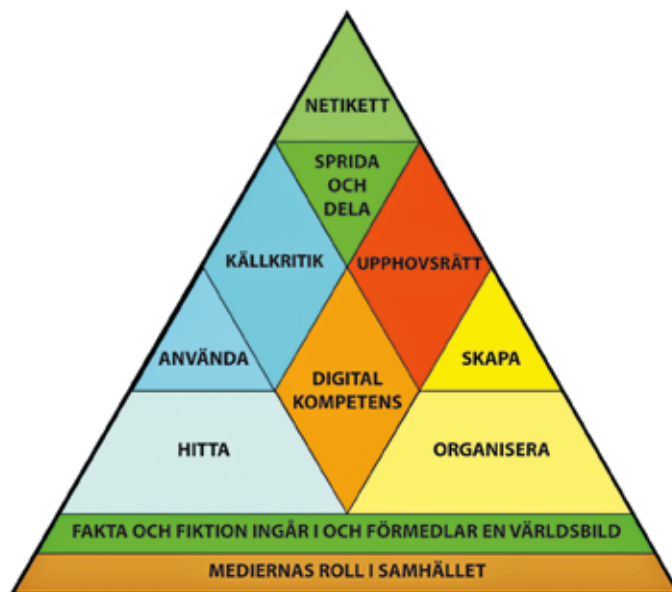 NETIKETT
SPRIDA
OCH
DELA
KÄLLKRITIK
UPPHOVSRÄTT
ANVÄNDA
SKAPA
DIGITAL
KOMPETENS
HITTA
ORGANISERA
FAKTA OCH FIKTION INGÅR I OCH FÖRMEDLAR EN VÄRLDSBILD
MEDIERNAS ROLL I SAMHÄLLET